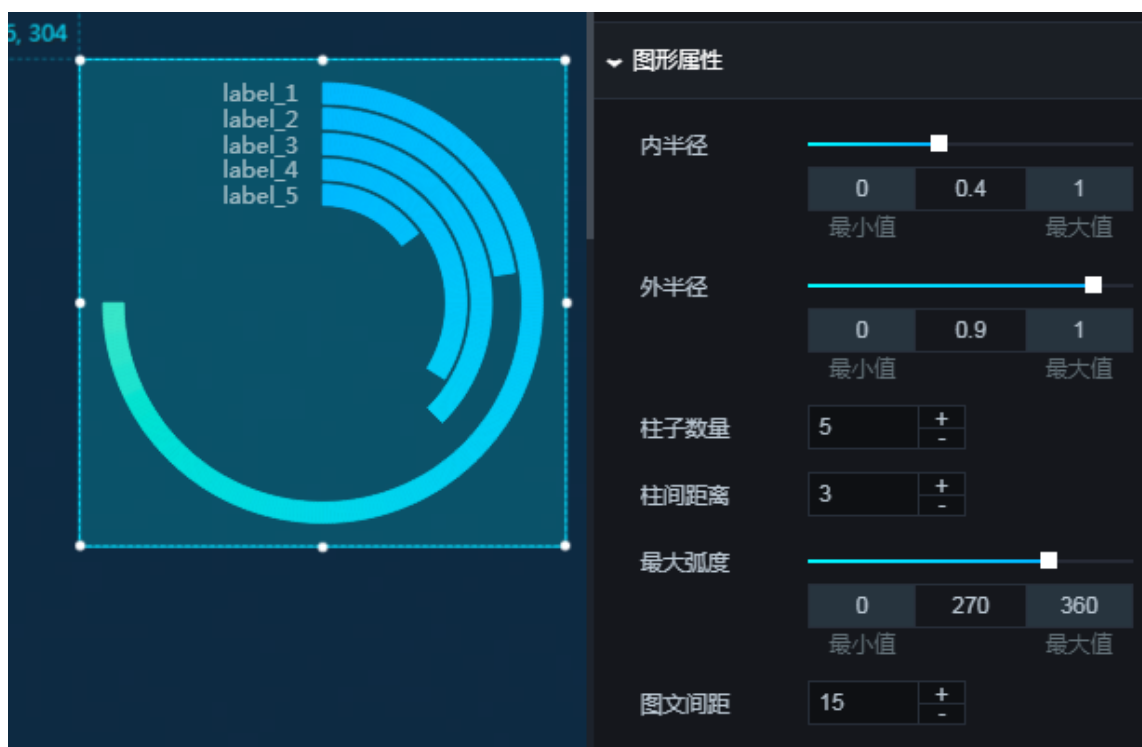 , 304
label_1
label_2
label_3
label_4
label_5
图形属性
内半径
0 0.4 1
最小值 最大值
外半径
0 0.9 1
最小值 最大值
柱子数量 5 + -
柱间距离 3 + -
最大弧度
0 270 360
最小值 最大值
图文间距 15 + -